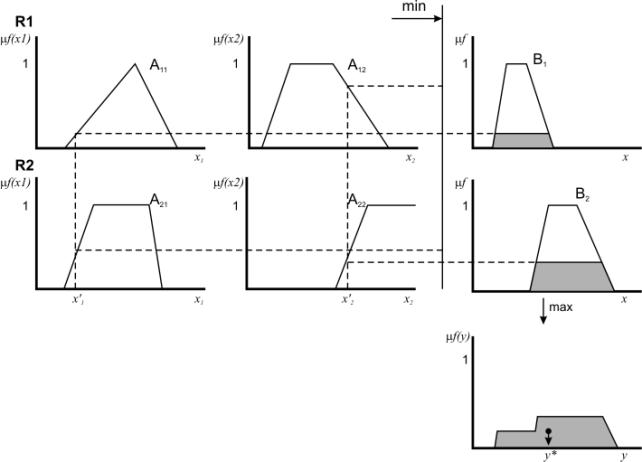 min
R1
μf(x1) μf(x2) μf
1 A11 1 A12 1 B1
x1 x2 x
R2
μf(x1) μf(x2) μf
1 A21 1 A22 1 B2
x'1 x1 x'2 x2 x
max
μf(y)
1
y* y